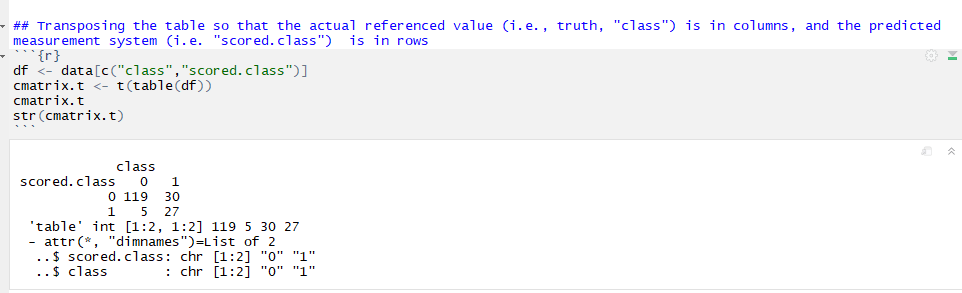 ## Transposing the table so that the actual referenced value (i.e., truth, "class") is in columns, and the predicted
measurement system (i.e. "scored.class")  is in rows
```{r}
df <- data[c("class","scored.class")]
cmatrix.t <- t(table(df))
cmatrix.t
str(cmatrix.t)
```
            class
scored.class   0   1
           0 119  30
           1   5  27
 'table' int [1:2, 1:2] 119 5 30 27
 - attr(*, "dimnames")=List of 2
  ..$ scored.class: chr [1:2] "0" "1"
  ..$ class       : chr [1:2] "0" "1"